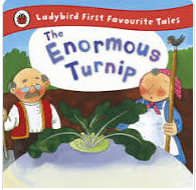 Ladybird First Favourite Tales
The
Enormous
Turnip